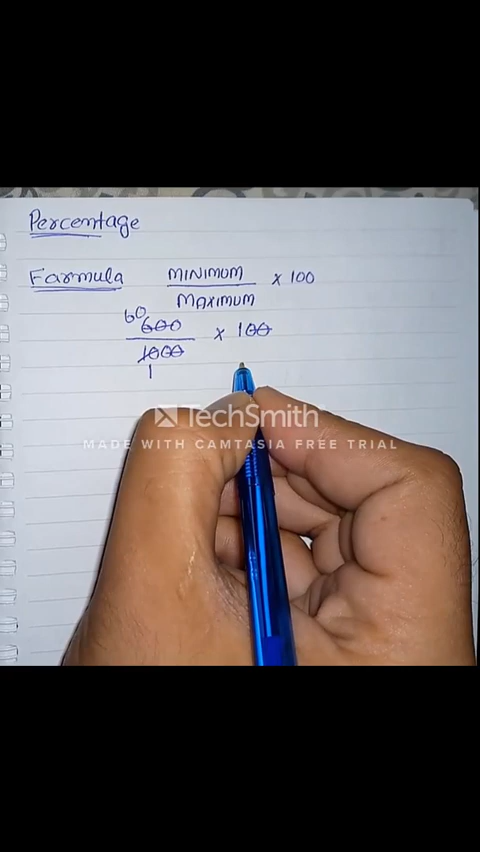 Percentage
Farmula MINIMUM × 100
MAXIMUM
60
600 × 100
1000
1
TechSmith
MADE WITH CAMTASIA FREE TRIAL